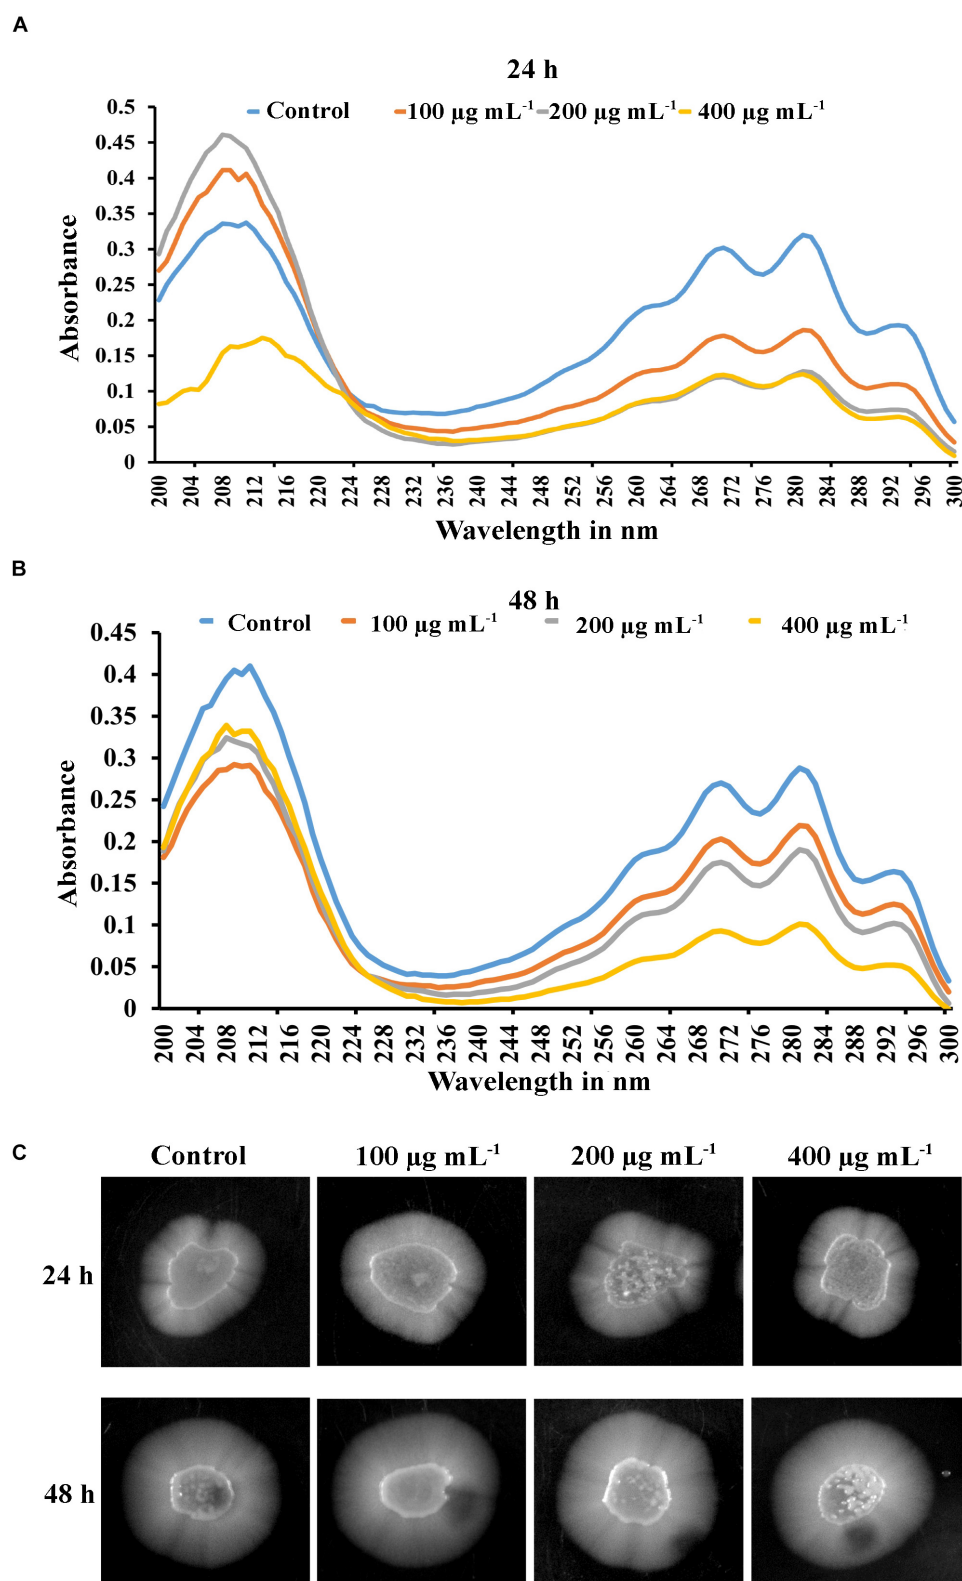 A
24 h
Control 100 µg mL-1 200 µg mL-1 400 µg mL-1
0.5
0.45
0.4
0.35
0.3
0.25
0.2
0.15
0.1
0.05
0
Absorbance
200 204 208 212 216 220 224 228 232 236 240 244 248 252 256 260 264 268 272 276 280 284 288 292 296 300
Wavelength in nm
B
48 h
Control 100 µg mL-1 200 µg mL-1 400 µg mL-1
0.45
0.4
0.35
0.3
0.25
0.2
0.15
0.1
0.05
0
Absorbance
200 204 208 212 216 220 224 228 232 236 240 244 248 252 256 260 264 268 272 276 280 284 288 292 296 300
Wavelength in nm
C
Control 100 µg mL-1 200 µg mL-1 400 µg mL-1
24 h
48 h